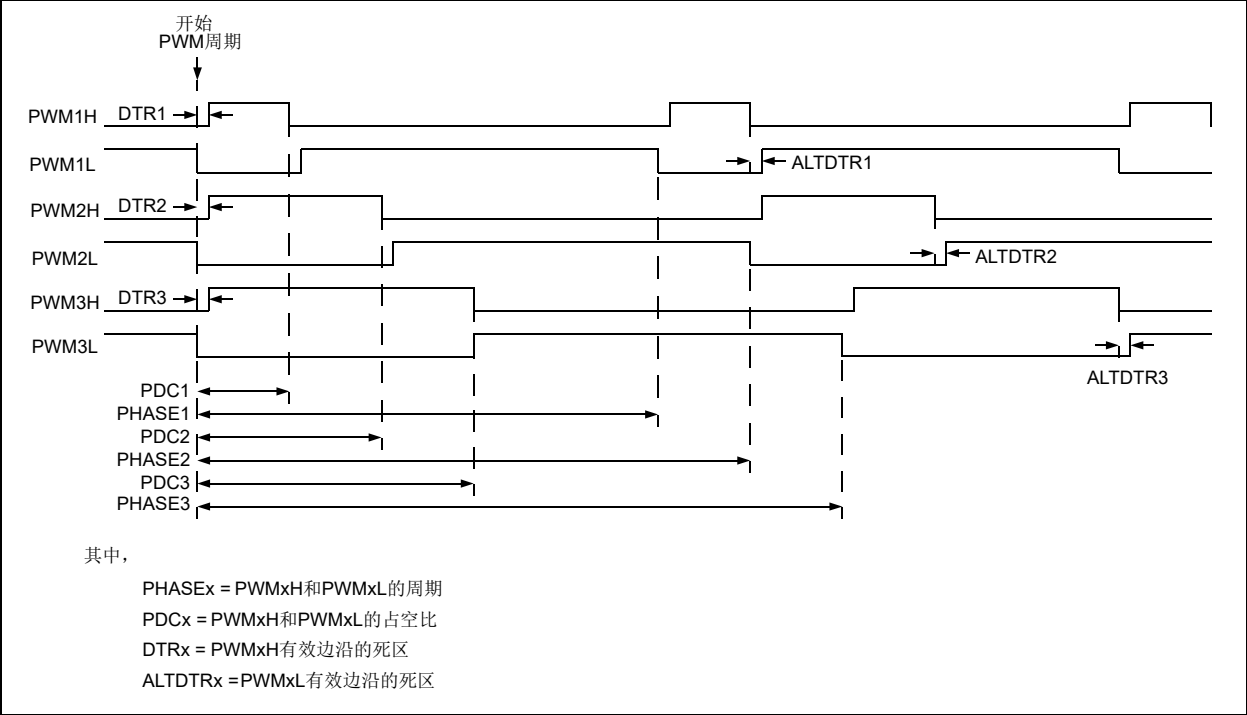 开始
PWM周期
PWM1H
DTR1
PWM1L
ALTDTR1
PWM2H
DTR2
PWM2L
ALTDTR2
PWM3H
DTR3
PWM3L
ALTDTR3
PDC1
PHASE1
PDC2
PHASE2
PDC3
PHASE3
其中，
PHASEx = PWMxH和PWMxL的周期
PDCx = PWMxH和PWMxL的占空比
DTRx = PWMxH有效边沿的死区
ALTDTRx =PWMxL有效边沿的死区